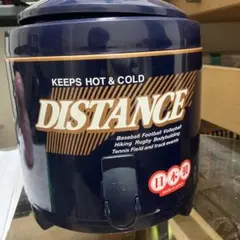 KEEPS HOT & COLD
DISTANCE
Baseball Football Volleyball
Hiking Rugby Bodybuilding
Tennis Field and track events
日本製